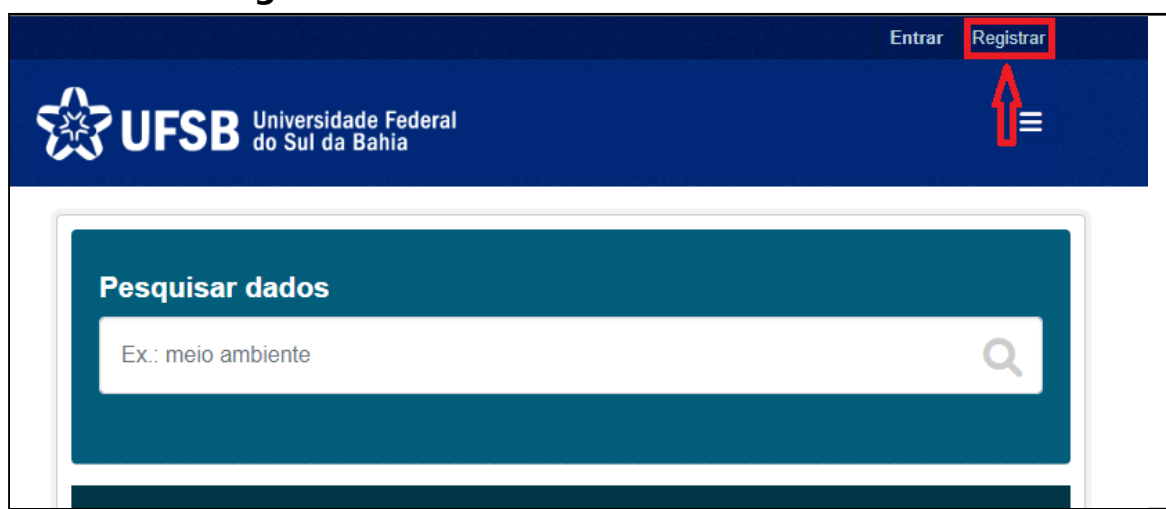 Entrar Registrar
UFSB Universidade Federal
do Sul da Bahia
Pesquisar dados
Ex.: meio ambiente